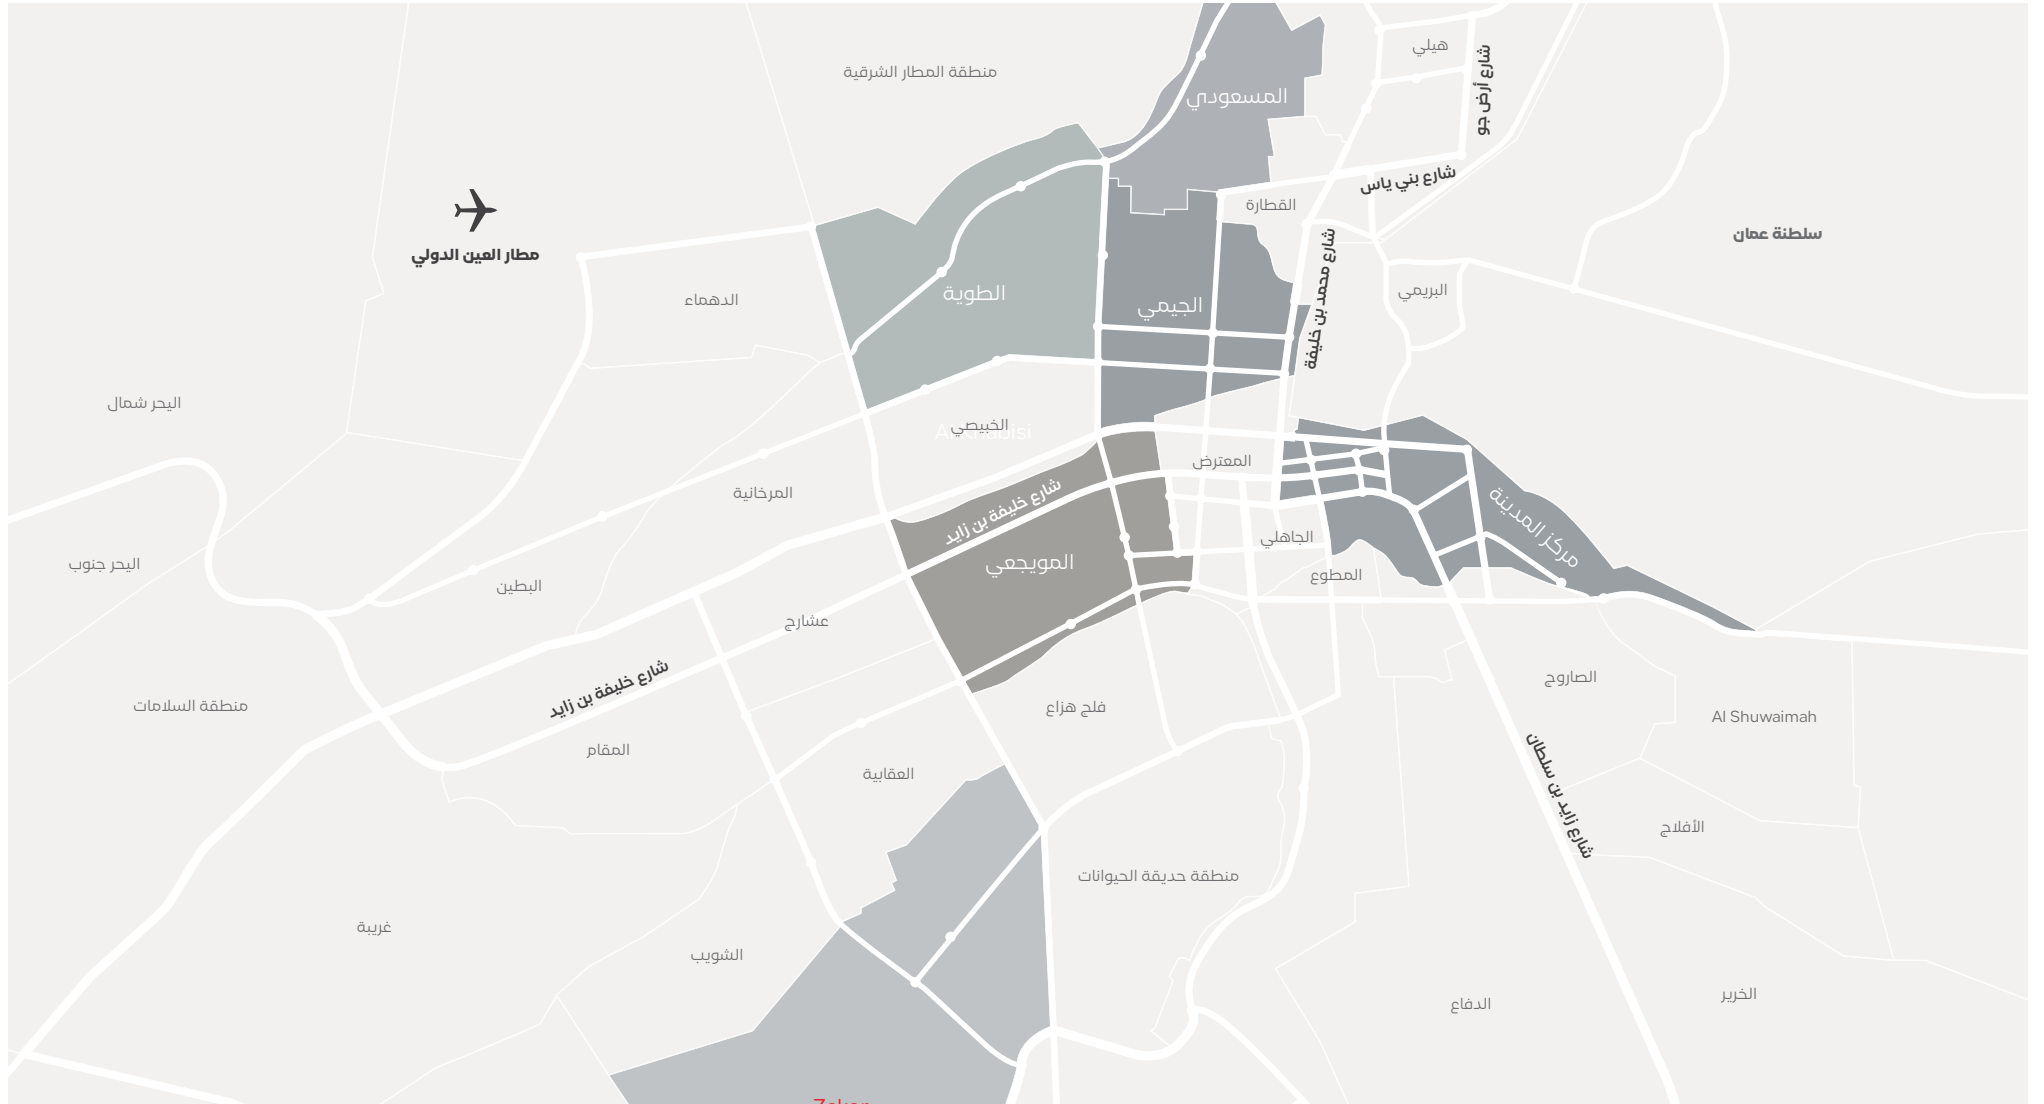 هيلي
شارع أرض جو
منطقة المطار الشرقية
المسعودي
شارع بني ياس
القطارة
سلطنة عمان
مطار العين الدولي
شارع محمد بن خليفة
البريمي
الدهماء
الطوية
الجيمي
اليحر شمال
الخبيصي
Al Khabisi
المعترض
المرخانية
شارع خليفة بن زايد
مركز المدينة
الجاهلي
اليحر جنوب
المويجعي
المطوع
البطين
عشارج
شارع خليفة بن زايد
الصاروج
منطقة السلامات
فلج هزاع
Al Shuwaimah
المقام
العقابية
شارع زايد بن سلطان
الأفلاج
منطقة حديقة الحيوانات
غريبة
الشويب
الخرير
الدفاع